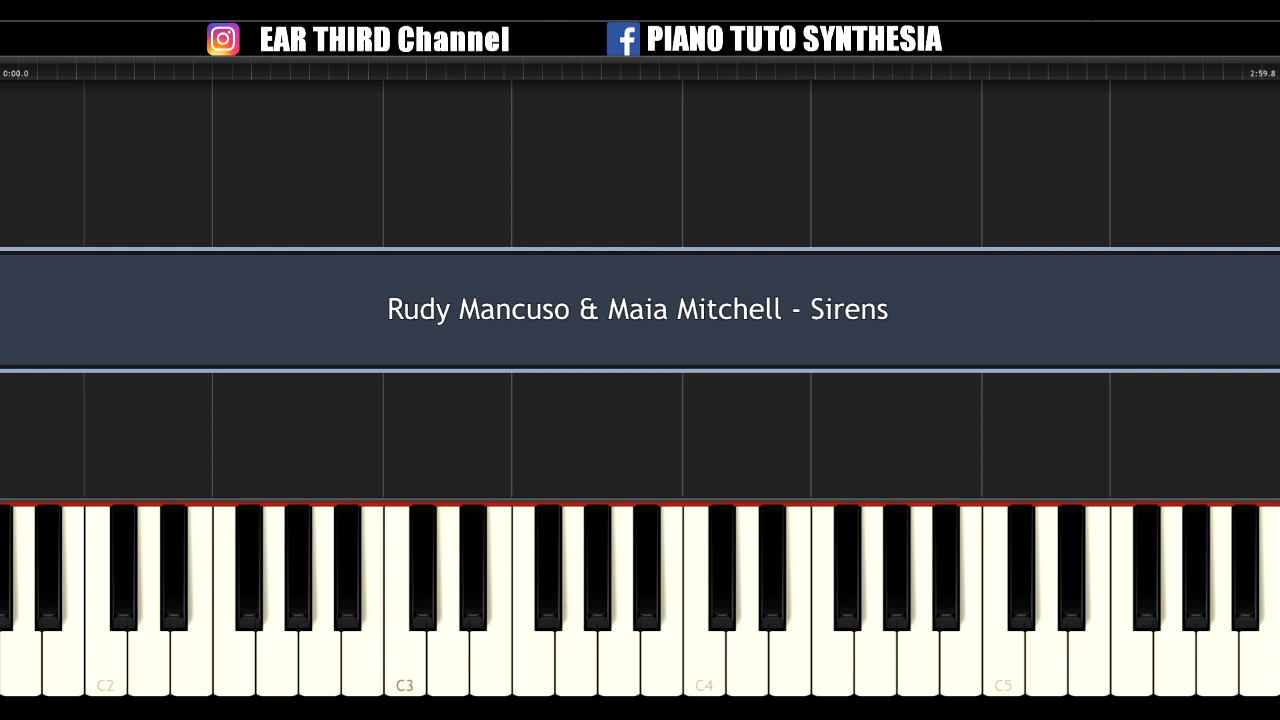 EAR THIRD Channel
PIANO TUTO SYNTHESIA
0:00.0
2:59.8
Rudy Mancuso & Maia Mitchell - Sirens
C2
C3
C4
C5